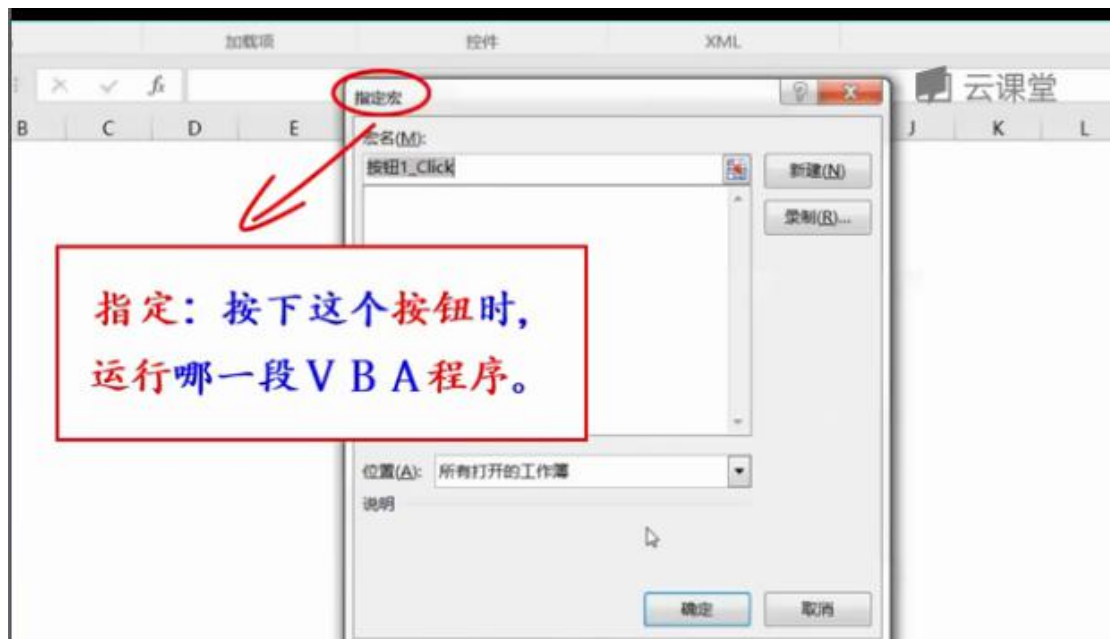 加载项 控件 XML
× ✓ fx
云课堂
B C D E J K L
指定宏
宏名(M):
按钮1_Click
新建(N)
录制(R)...
指定：按下这个按钮时，
运行哪一段VBA程序。
位置(A): 所有打开的工作簿
说明
确定 取消